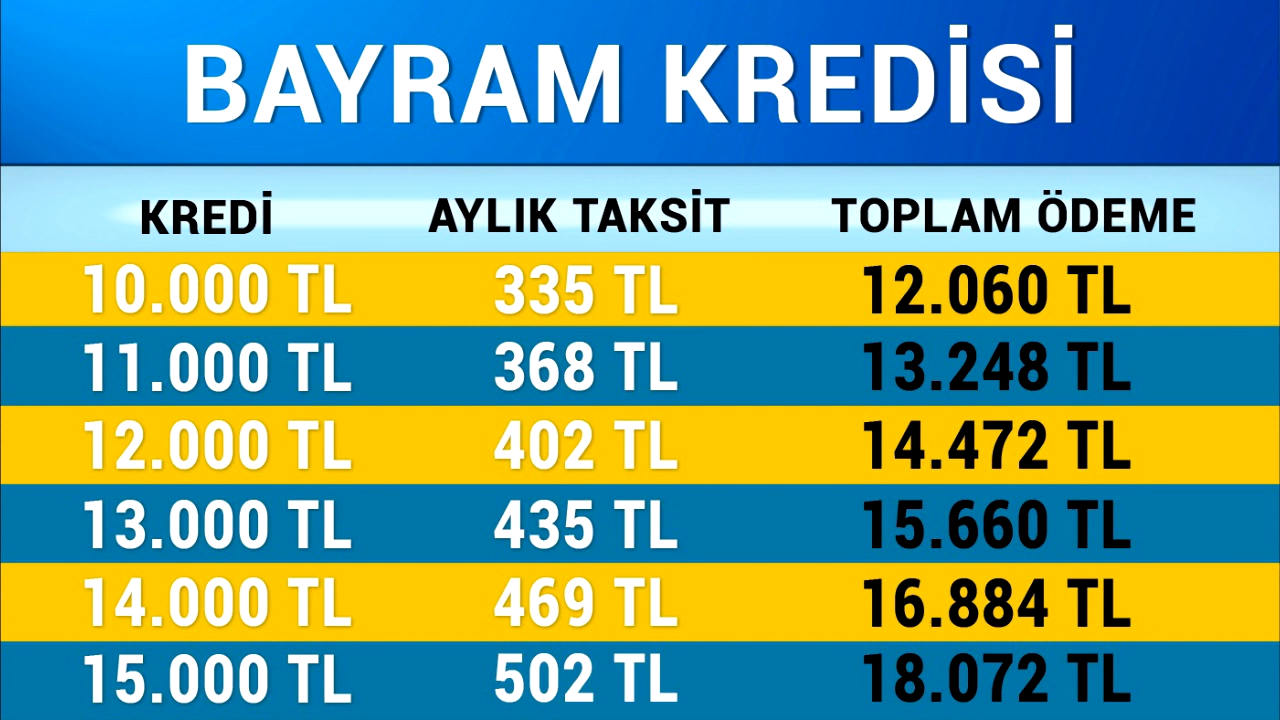 BAYRAM KREDİSİ
KREDİ AYLIK TAKSİT TOPLAM ÖDEME
10.000 TL 335 TL 12.060 TL
11.000 TL 368 TL 13.248 TL
12.000 TL 402 TL 14.472 TL
13.000 TL 435 TL 15.660 TL
14.000 TL 469 TL 16.884 TL
15.000 TL 502 TL 18.072 TL